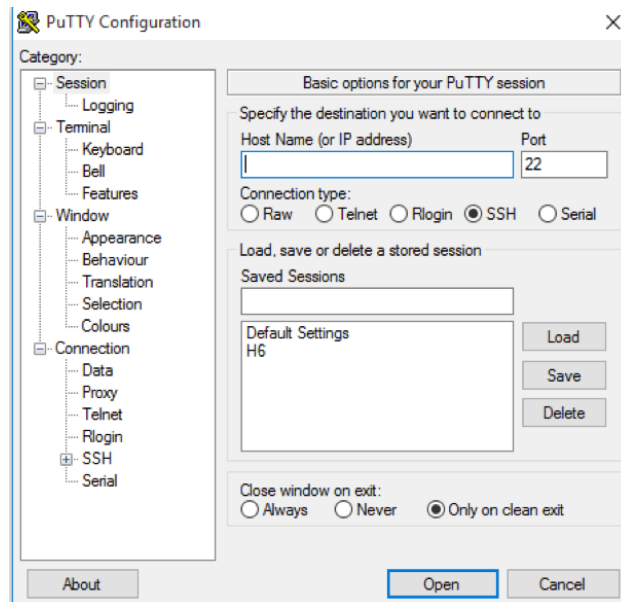 PuTTY Configuration
Category:
Session
Logging
Terminal
Keyboard
Bell
Features
Window
Appearance
Behaviour
Translation
Selection
Colours
Connection
Data
Proxy
Telnet
Rlogin
SSH
Serial
Basic options for your PuTTY session
Specify the destination you want to connect to
Host Name (or IP address) Port
22
Connection type:
Raw Telnet Rlogin SSH Serial
Load, save or delete a stored session
Saved Sessions
Default Settings
H6
Load
Save
Delete
Close window on exit:
Always Never Only on clean exit
About Open Cancel